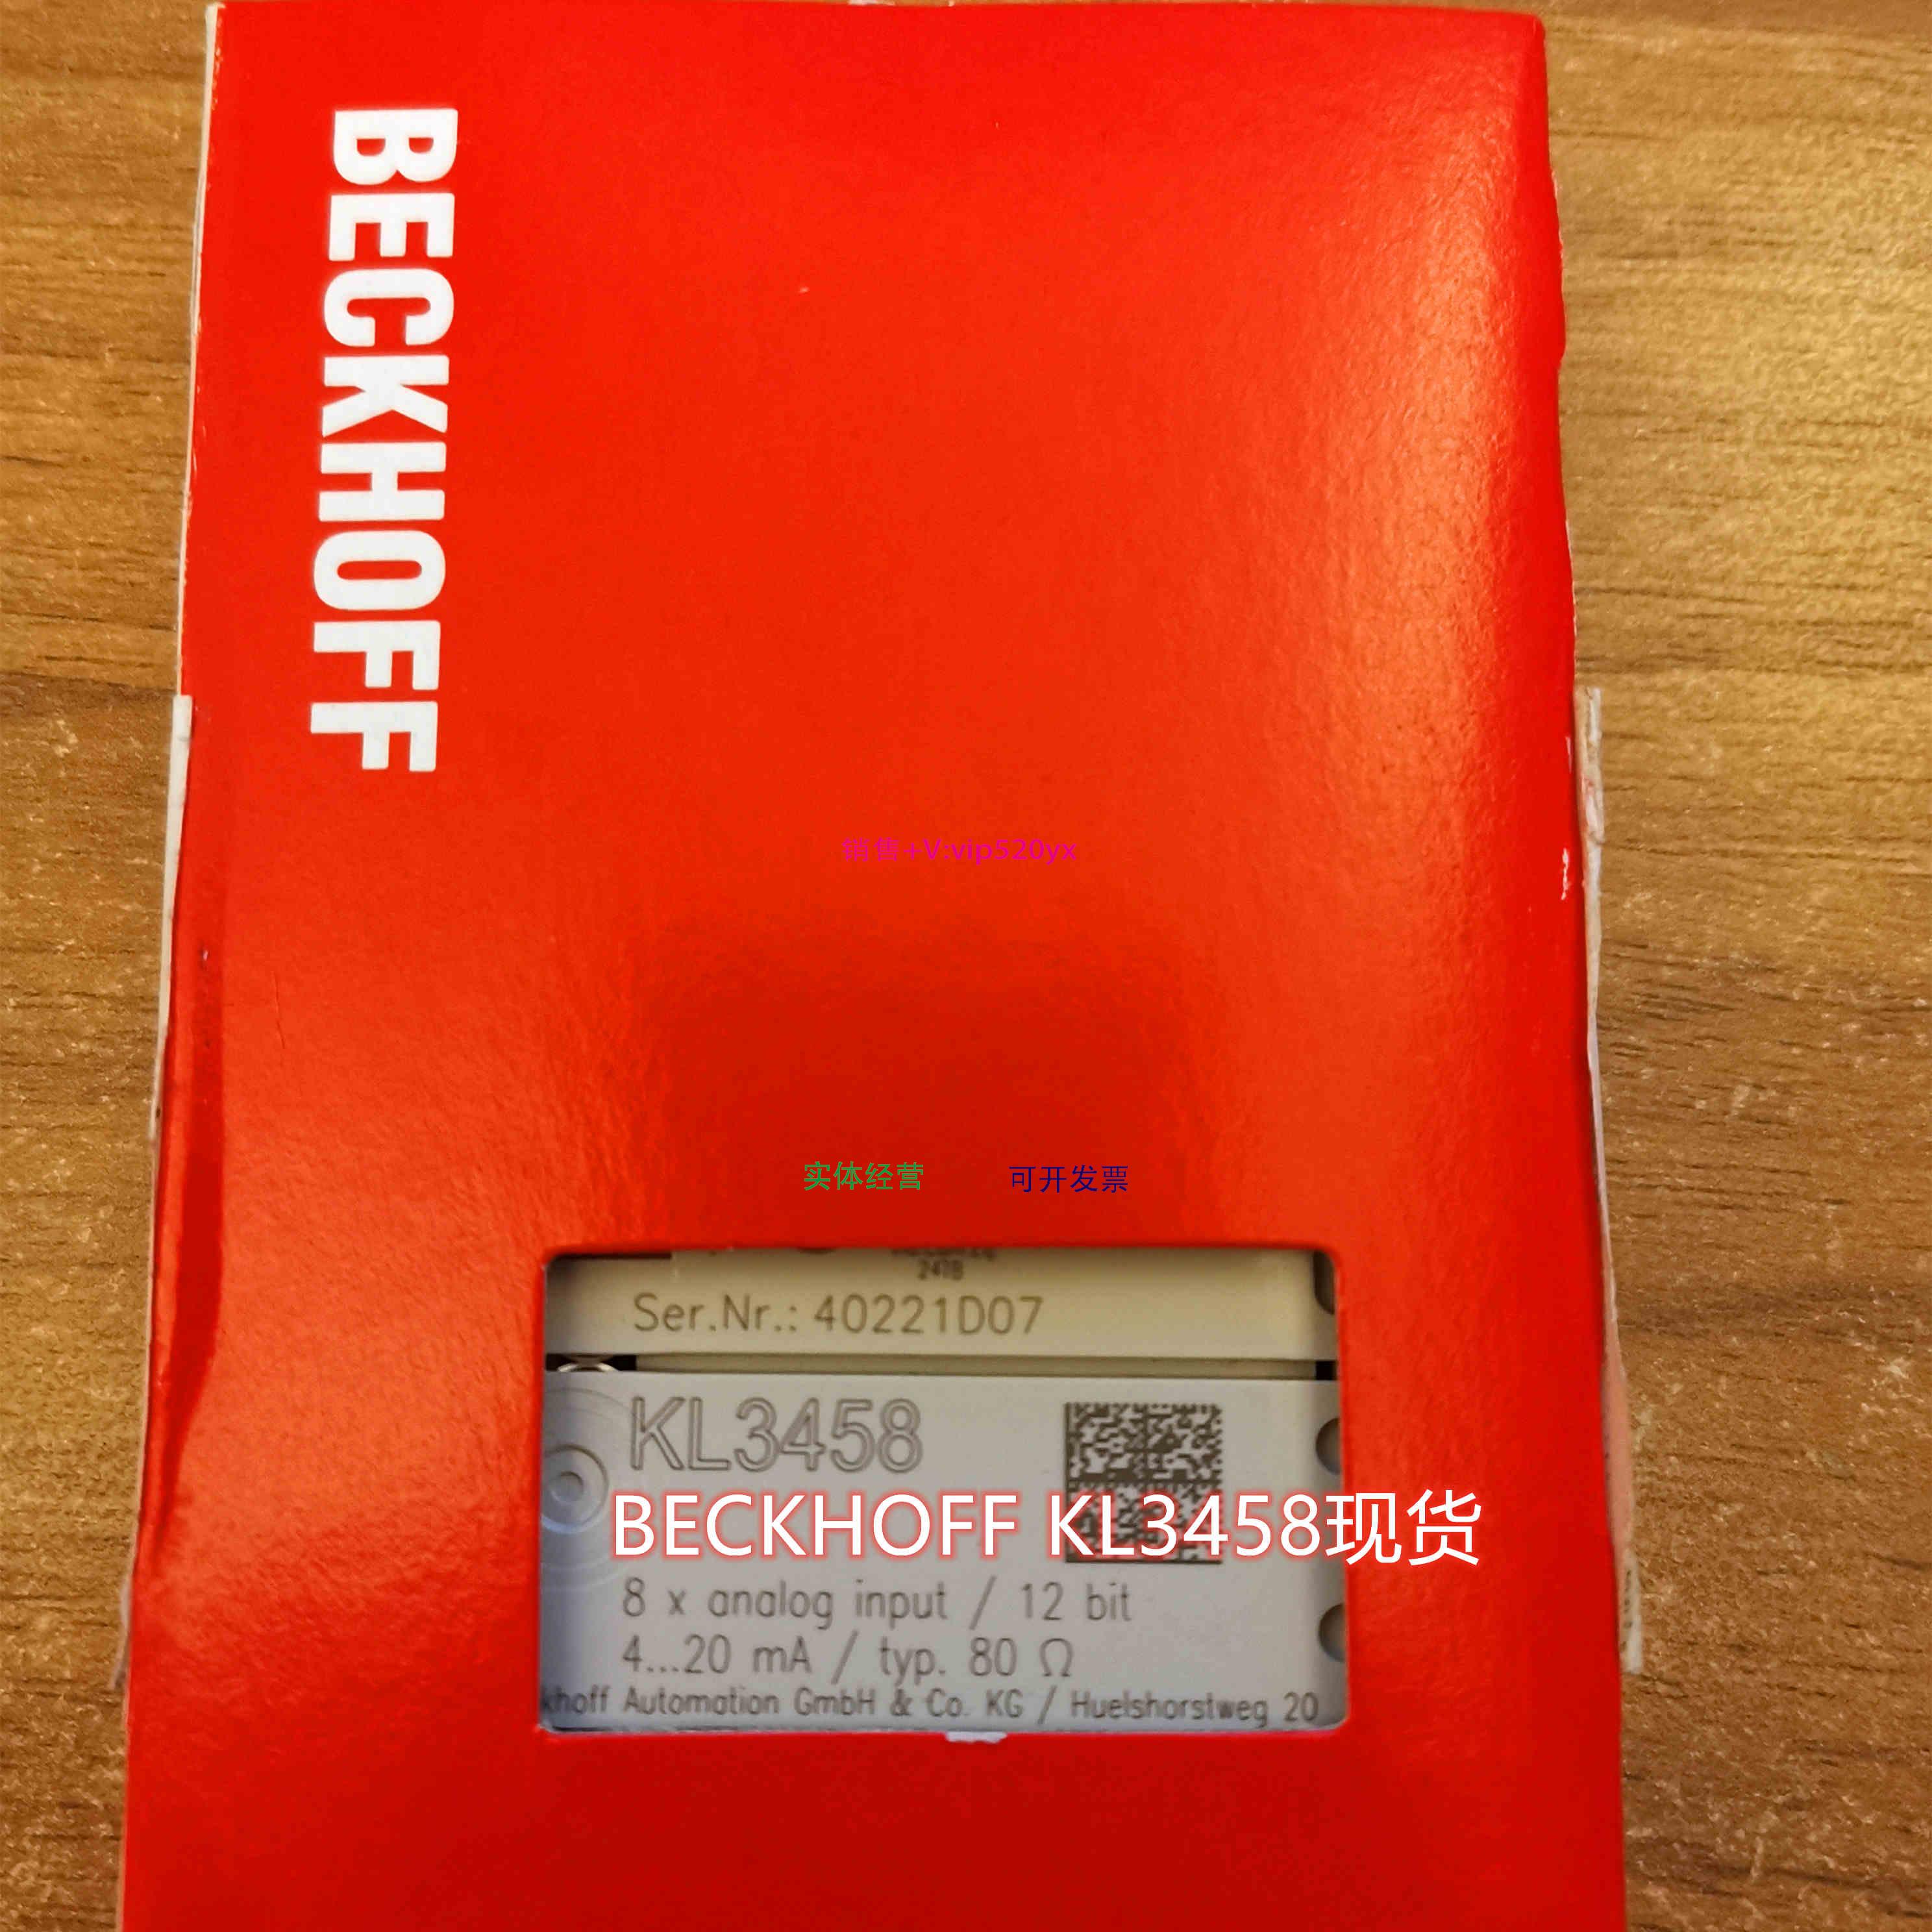 BECKHOFF
销售+V:vip520yx
实体经营 可开发票
Ser.Nr.: 40221D07
KL3458
BECKHOFF KL3458现货
8 x analog input / 12 bit
4...20 mA / typ. 80 Ω
khoff Automation GmbH & Co. KG / Huelshorstweg 20